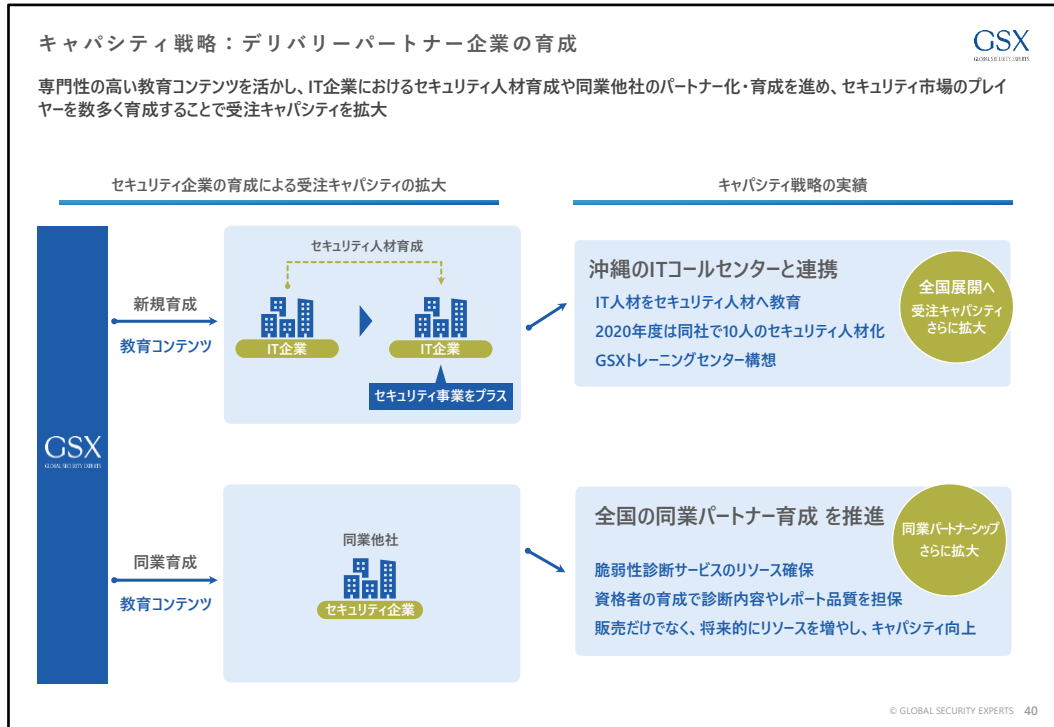 キャパシティ戦略：デリバリーパートナー企業の育成
GSX
GLOBAL SECURITY EXPERTS
専門性の高い教育コンテンツを活かし、IT企業におけるセキュリティ人材育成や同業他社のパートナー化・育成を進め、セキュリティ市場のプレイ
ヤーを数多く育成することで受注キャパシティを拡大
セキュリティ企業の育成による受注キャパシティの拡大
キャパシティ戦略の実績
GSX
GLOBAL SECURITY EXPERTS
新規育成
教育コンテンツ
セキュリティ人材育成
IT企業
IT企業
セキュリティ事業をプラス
沖縄のITコールセンターと連携
IT人材をセキュリティ人材へ教育
2020年度は同社で10人のセキュリティ人材化
GSXトレーニングセンター構想
全国展開へ
受注キャパシティ
さらに拡大
同業育成
教育コンテンツ
同業他社
セキュリティ企業
全国の同業パートナー育成 を推進
脆弱性診断サービスのリソース確保
資格者の育成で診断内容やレポート品質を担保
販売だけでなく、将来的にリソースを増やし、キャパシティ向上
同業パートナーシップ
さらに拡大
© GLOBAL SECURITY EXPERTS 40